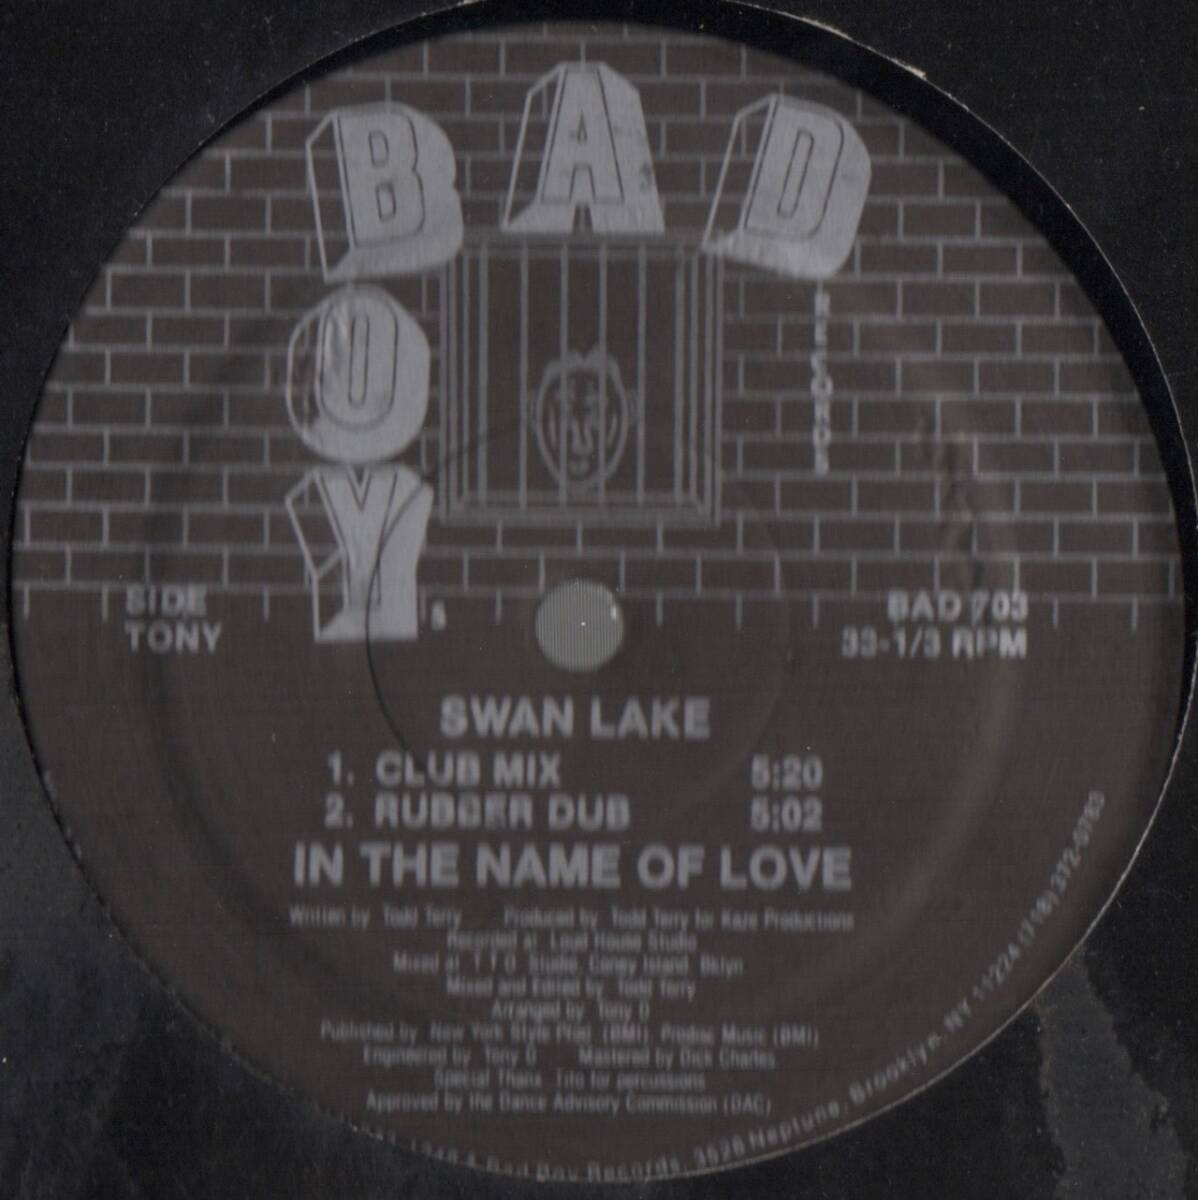 BAD
BOY
RECORDS
's
SIDE
TONY
BAD 703
33-1/3 RPM
SWAN LAKE
1. CLUB MIX 5:20
2. RUBBER DUB 5:02
IN THE NAME OF LOVE
Written by Todd Terry Produced by Todd Terry for Kaze Productions
Recorded at Loud House Studio
Mixed at T.T.O. Studio, Coney Island, Bklyn
Mixed and Edited by Todd Terry
Arranged by Tony D
Published by New York Style Prod. (BMI), Prodisc Music (BMI)
Engineered by Tony D Mastered by Dick Charles
Special Thanx Tito for percussions
Approved by the Dance Advisory Commission (DAC)
Bad Boy Records, 3526 Neptune, Brooklyn, NY 11224 (718) 372-0783